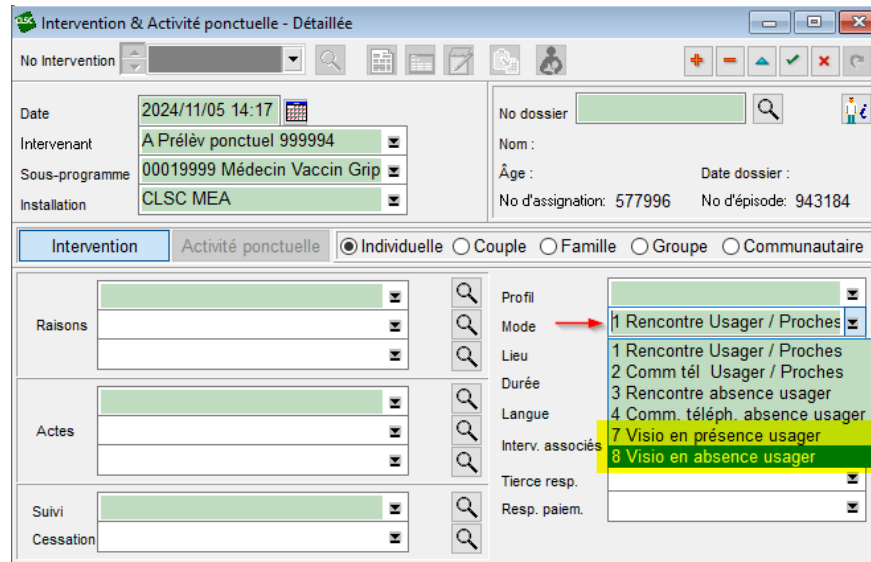 CLSC
Intervention & Activité ponctuelle - Détaillée
No Intervention
Date 2024/11/05 14:17
Intervenant A Prélèv ponctuel 999994
Sous-programme 00019999 Médecin Vaccin Grip
Installation CLSC MEA
No dossier
Nom :
Âge : Date dossier :
No d'assignation: 577996 No d'épisode: 943184
Intervention Activité ponctuelle Individuelle Couple Famille Groupe Communautaire
Raisons
Actes
Suivi
Cessation
Profil
Mode 1 Rencontre Usager / Proches
Lieu
Durée
Langue
Interv. associés
Tierce resp.
Resp. paiem.
1 Rencontre Usager / Proches
2 Comm tél Usager / Proches
3 Rencontre absence usager
4 Comm. téléph. absence usager
7 Visio en présence usager
8 Visio en absence usager